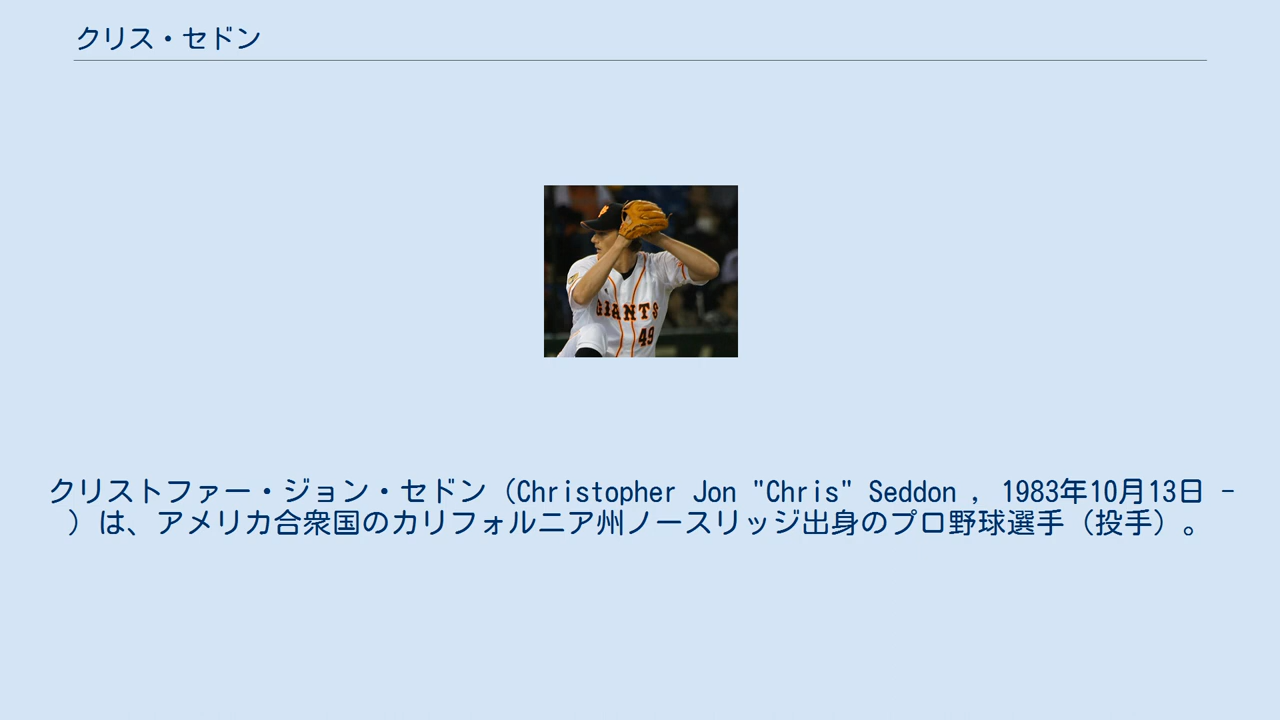 クリス・セドン
GIANTS
49
クリストファー・ジョン・セドン（Christopher Jon "Chris" Seddon , 1983年10月13日 -
）は、アメリカ合衆国のカリフォルニア州ノースリッジ出身のプロ野球選手（投手）。